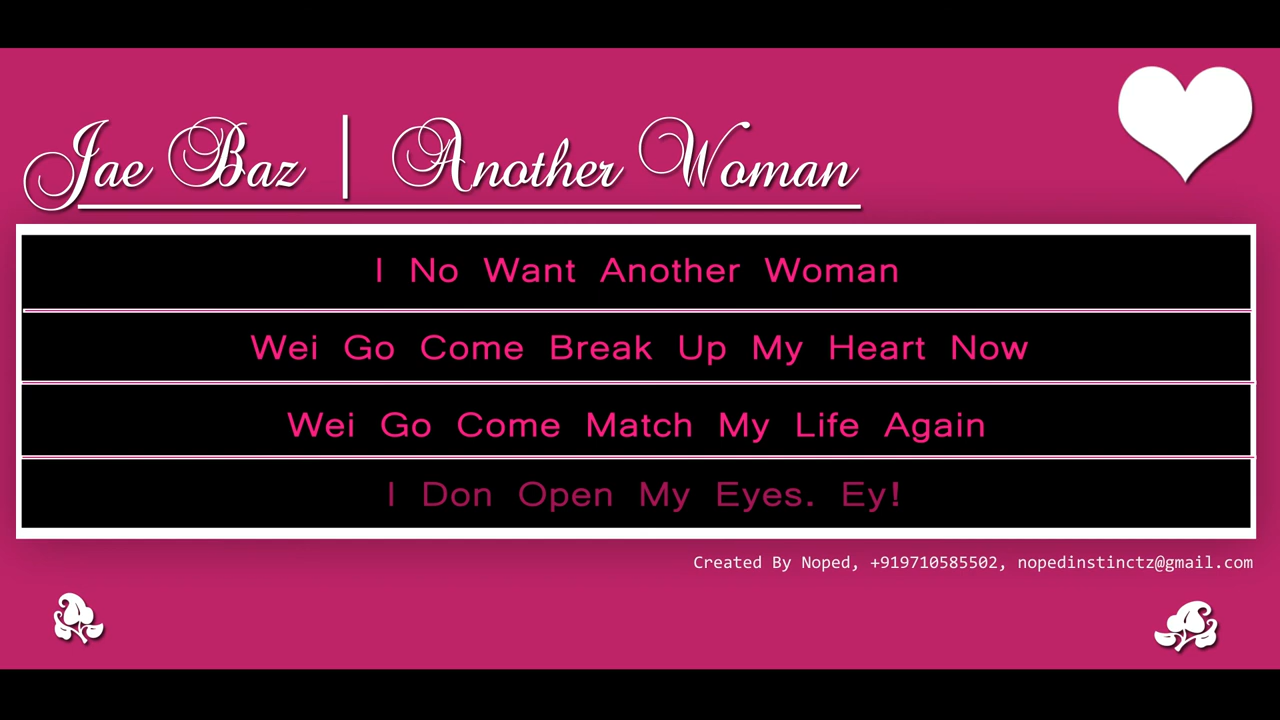 Jae Baz | Another Woman
I No Want Another Woman
Wei Go Come Break Up My Heart Now
Wei Go Come Match My Life Again
I Don Open My Eyes. Ey!
Created By Noped, +919710585502, nopedinstinctz@gmail.com